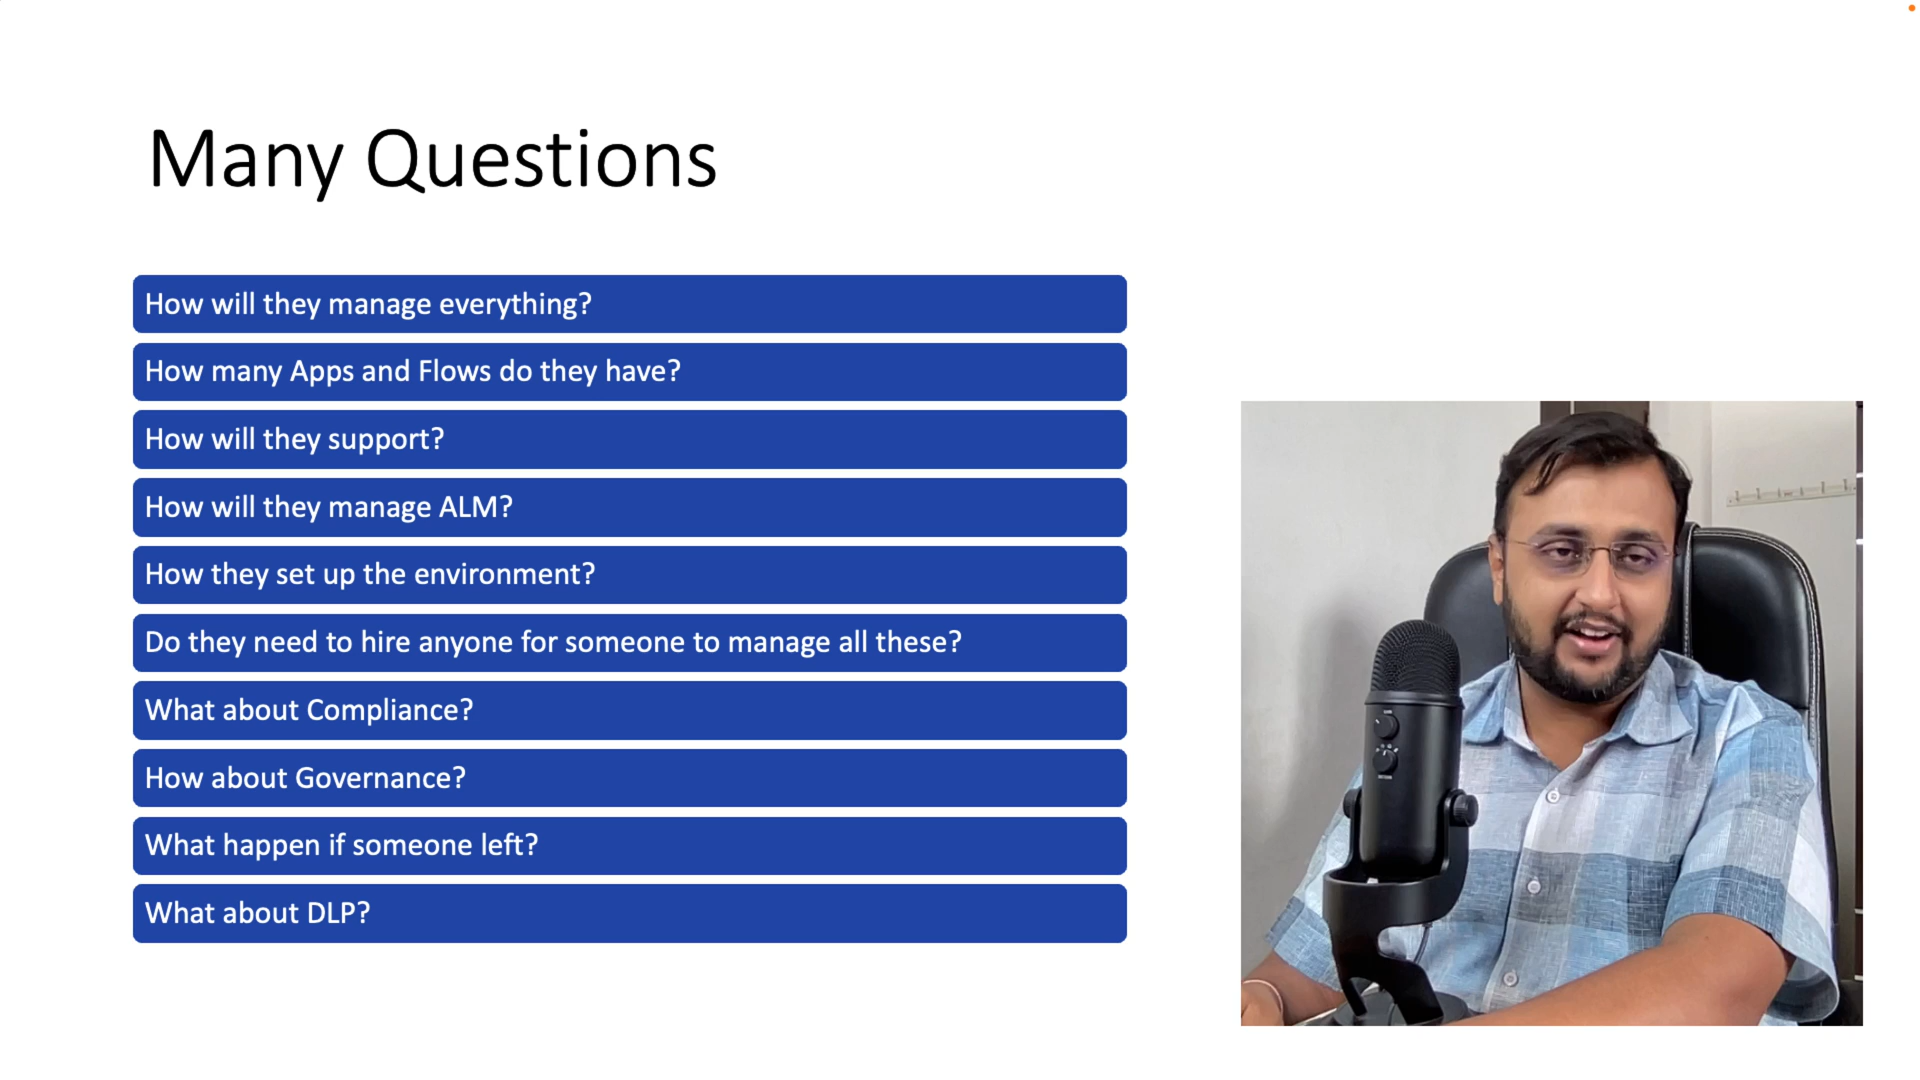 Many Questions
How will they manage everything?
How many Apps and Flows do they have?
How will they support?
How will they manage ALM?
How they set up the environment?
Do they need to hire anyone for someone to manage all these?
What about Compliance?
How about Governance?
What happen if someone left?
What about DLP?